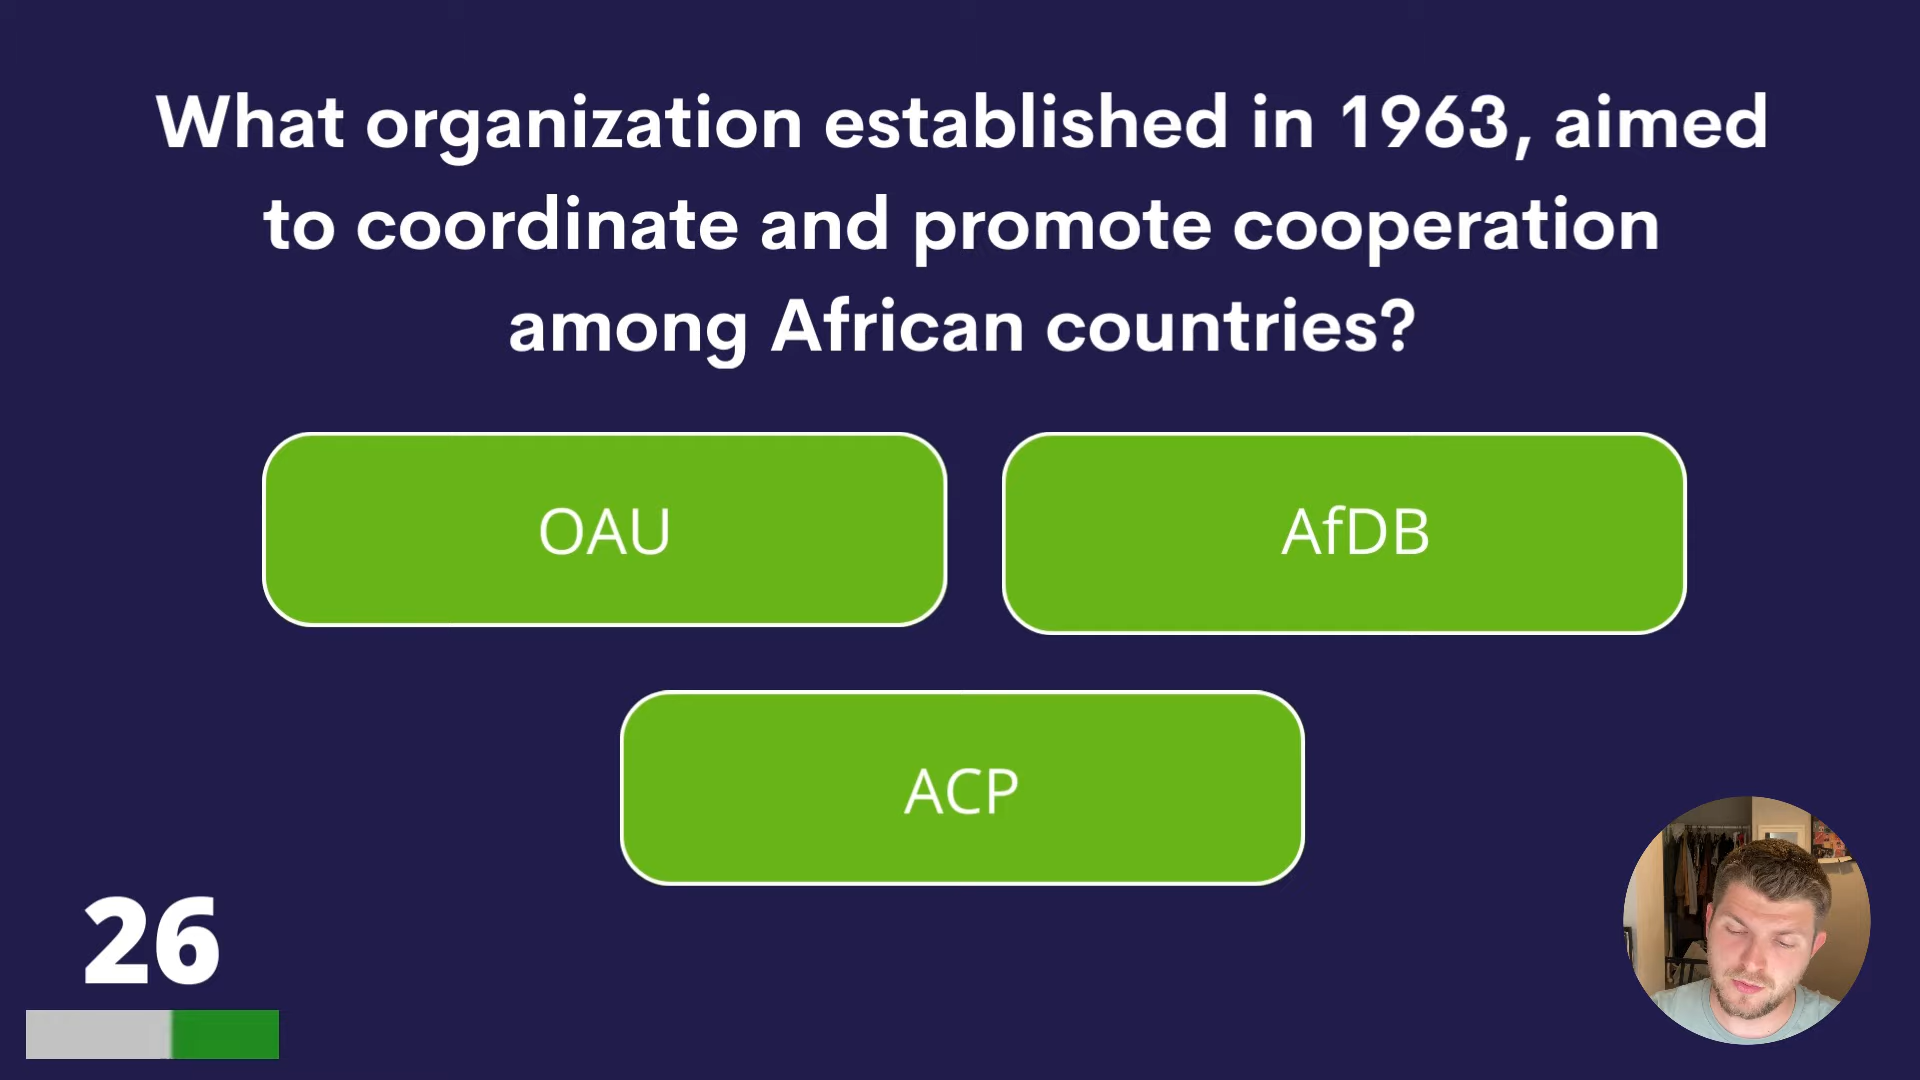 What organization established in 1963, aimed
to coordinate and promote cooperation
among African countries?
OAU
AfDB
ACP
26